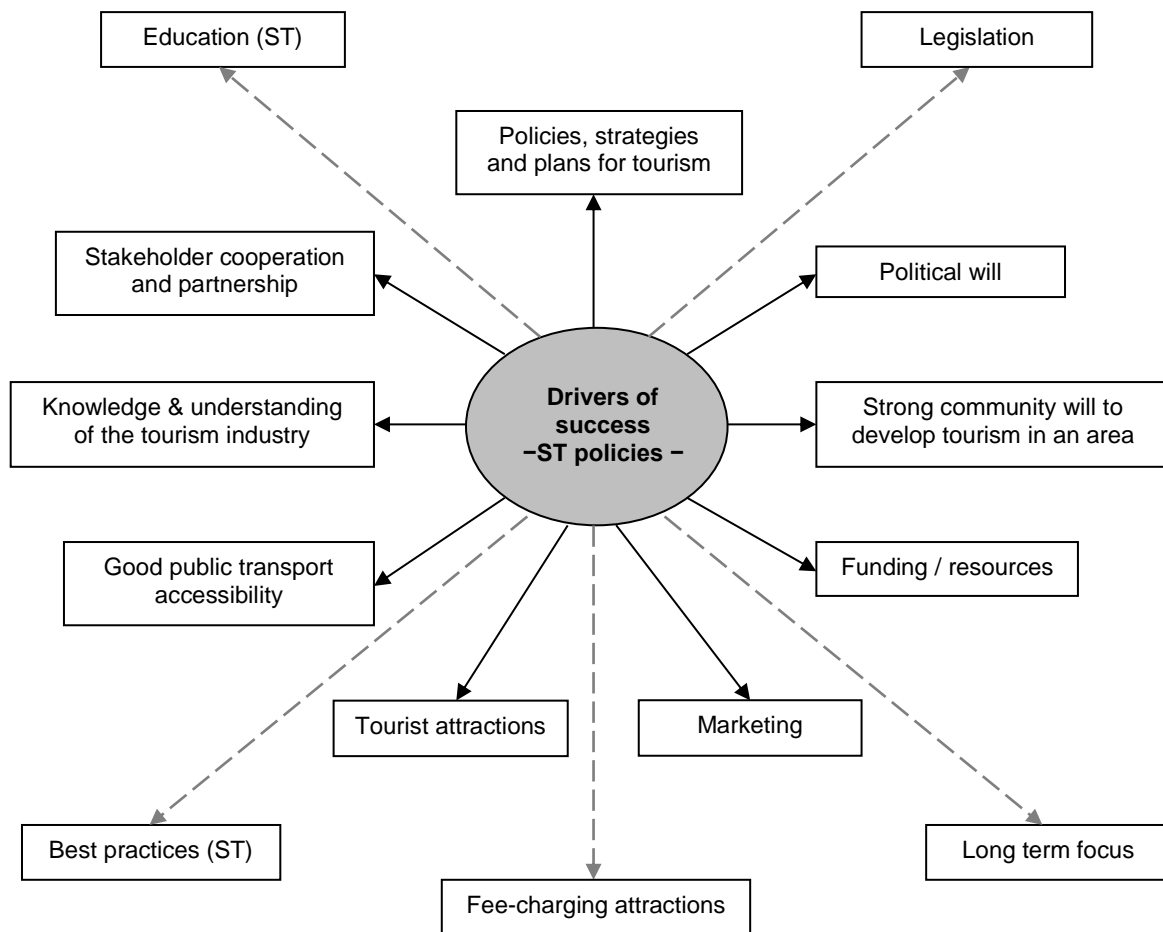 Education (ST)
Legislation
Policies, strategies
and plans for tourism
Stakeholder cooperation
and partnership
Political will
Drivers of
success
−ST policies −
Knowledge & understanding
of the tourism industry
Strong community will to
develop tourism in an area
Good public transport
accessibility
Funding / resources
Tourist attractions
Marketing
Best practices (ST)
Long term focus
Fee-charging attractions